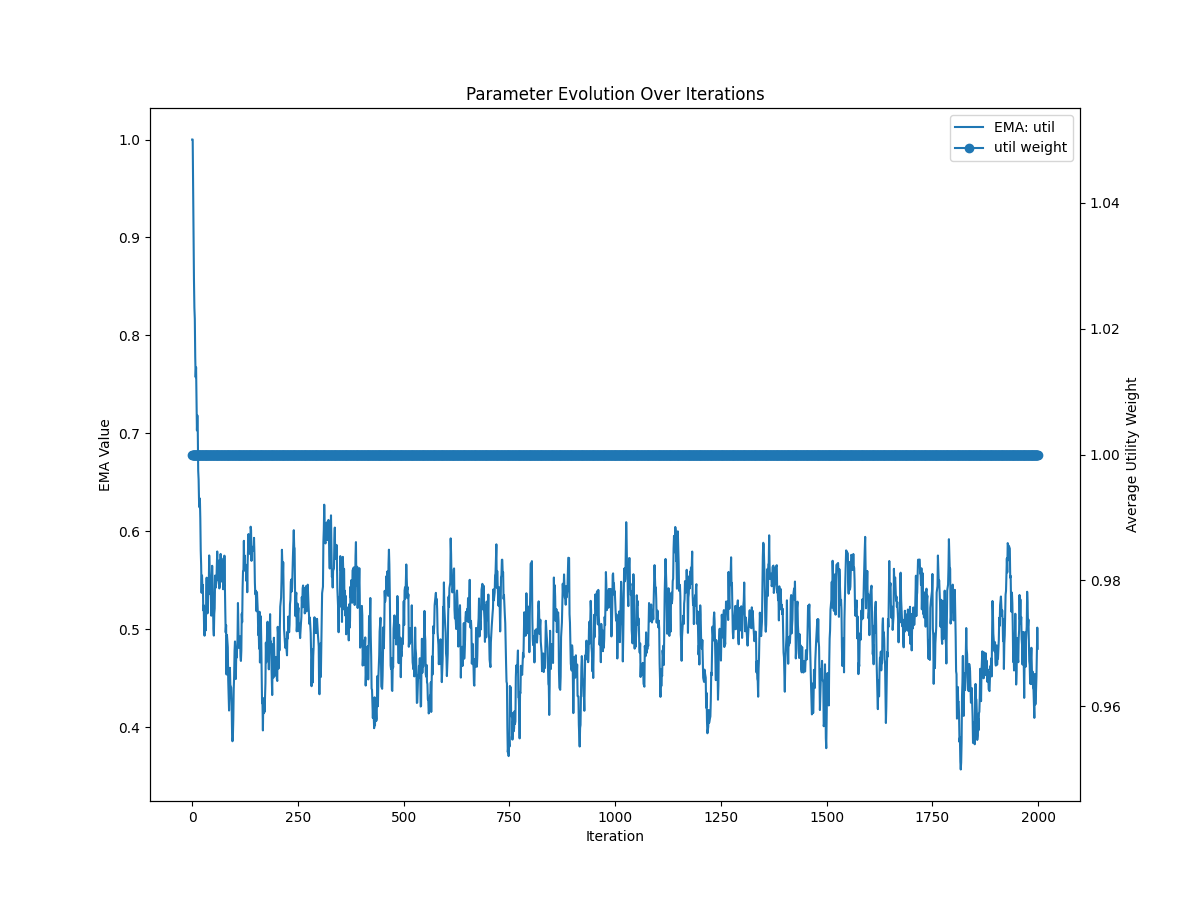 Parameter Evolution Over Iterations
EMA: util
util weight
1.0
0.9
0.8
0.7
0.6
0.5
0.4
EMA Value
1.04
1.02
1.00
0.98
0.96
Average Utility Weight
0 250 500 750 1000 1250 1500 1750 2000
Iteration